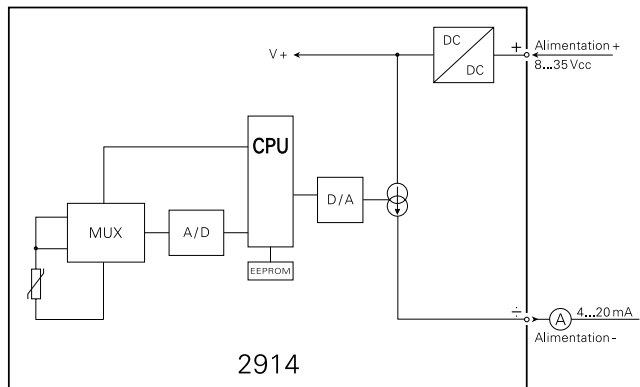 DC
DC
V+
+
Alimentation +
8...35 Vcc
CPU
D/A
MUX
A/D
EEPROM
÷
A
4...20 mA
Alimentation -
2914